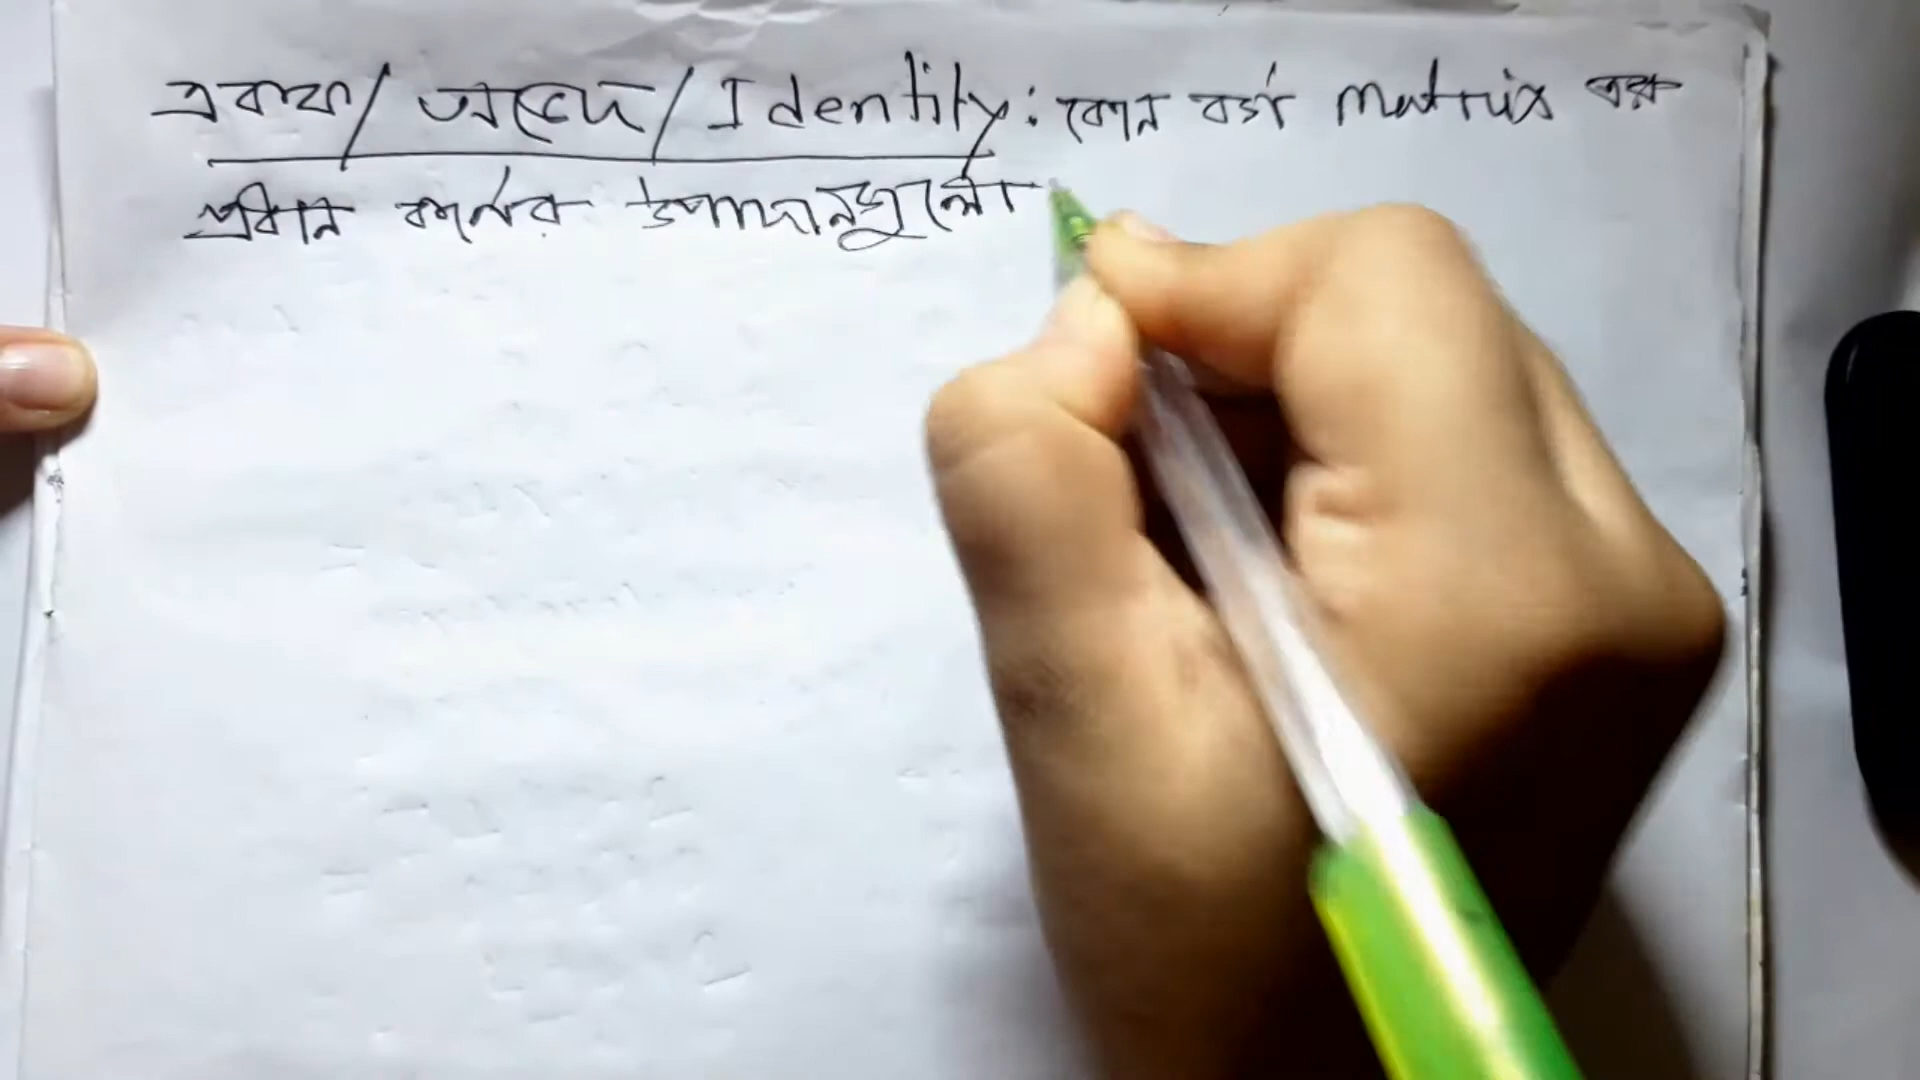 একক/অভেদ/Identity: কোন বর্গ matrix এর
প্রধান কর্ণের উপাদানগুলো